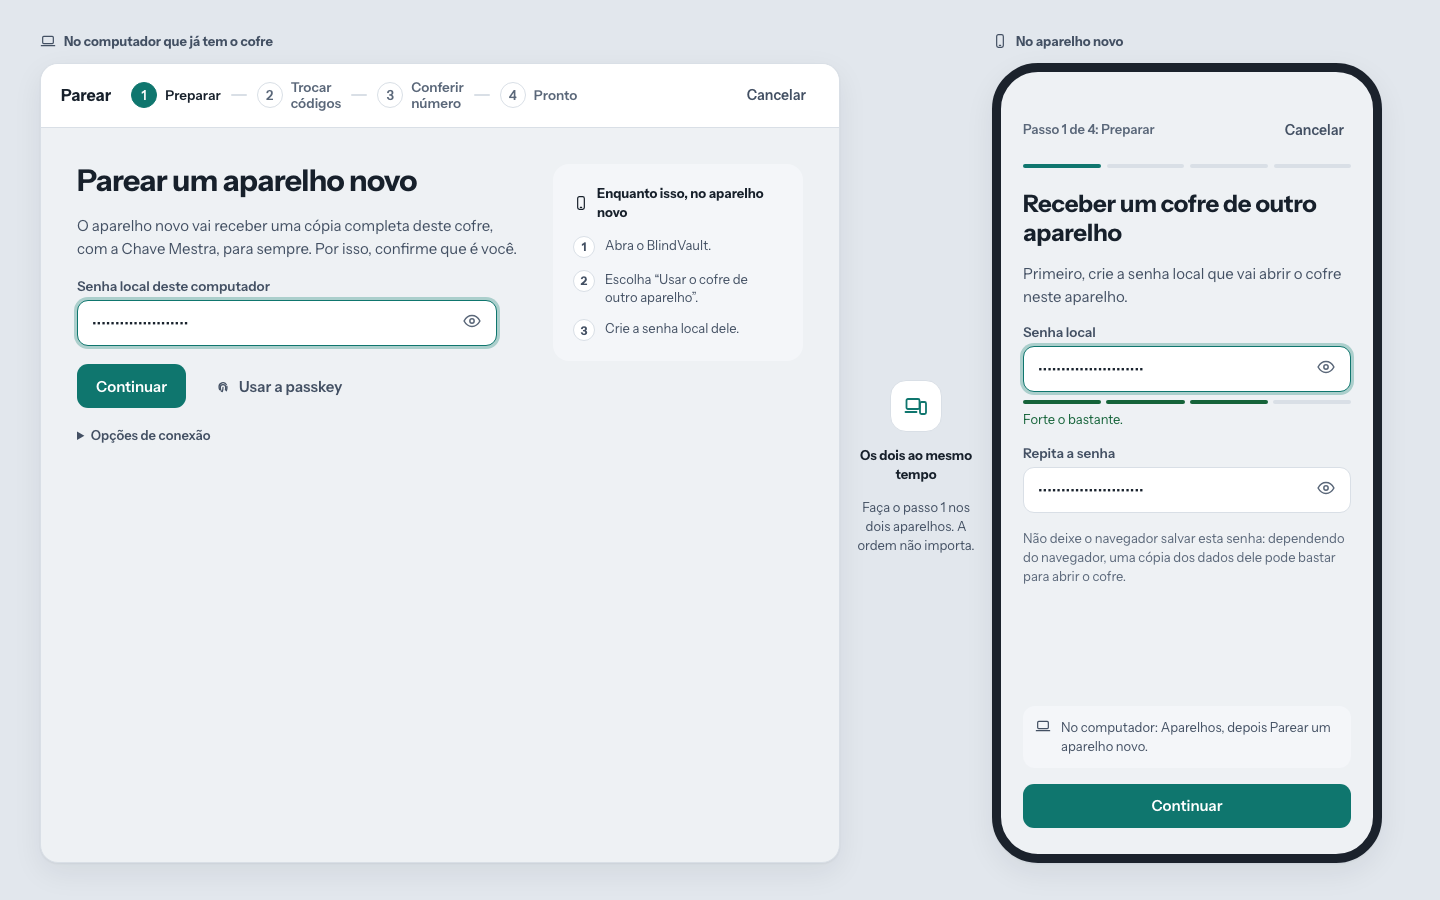 No computador que já tem o cofre
Parear
1
Preparar
2
Trocar
códigos
3
Conferir
número
4
Pronto
Cancelar
Parear um aparelho novo
O aparelho novo vai receber uma cópia completa deste cofre,
com a Chave Mestra, para sempre. Por isso, confirme que é você.
Senha local deste computador
Continuar
Usar a passkey
Opções de conexão
Enquanto isso, no aparelho
novo
1 Abra o BlindVault.
2 Escolha “Usar o cofre de
outro aparelho”.
3 Crie a senha local dele.
Os dois ao mesmo
tempo
Faça o passo 1 nos
dois aparelhos. A
ordem não importa.
No aparelho novo
Passo 1 de 4: Preparar
Cancelar
Receber um cofre de outro
aparelho
Primeiro, crie a senha local que vai abrir o cofre
neste aparelho.
Senha local
Forte o bastante.
Repita a senha
Não deixe o navegador salvar esta senha: dependendo
do navegador, uma cópia dos dados dele pode bastar
para abrir o cofre.
No computador: Aparelhos, depois Parear um
aparelho novo.
Continuar